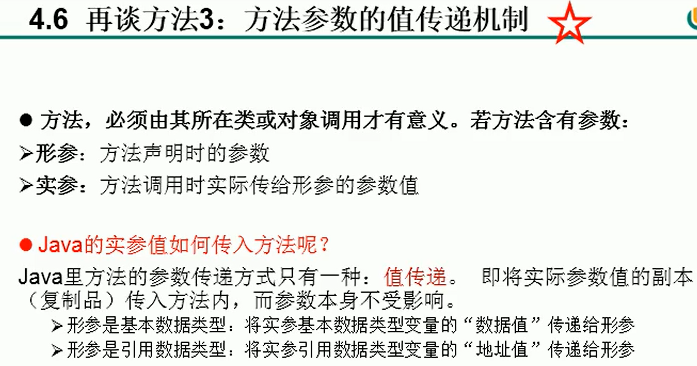 4.6 再谈方法3：方法参数的值传递机制
● 方法，必须由其所在类或对象调用才有意义。若方法含有参数：
➢形参：方法声明时的参数
➢实参：方法调用时实际传给形参的参数值
● Java的实参值如何传入方法呢？
Java里方法的参数传递方式只有一种：值传递。 即将实际参数值的副本
（复制品）传入方法内，而参数本身不受影响。
➢形参是基本数据类型：将实参基本数据类型变量的“数据值”传递给形参
➢形参是引用数据类型：将实参引用数据类型变量的“地址值”传递给形参